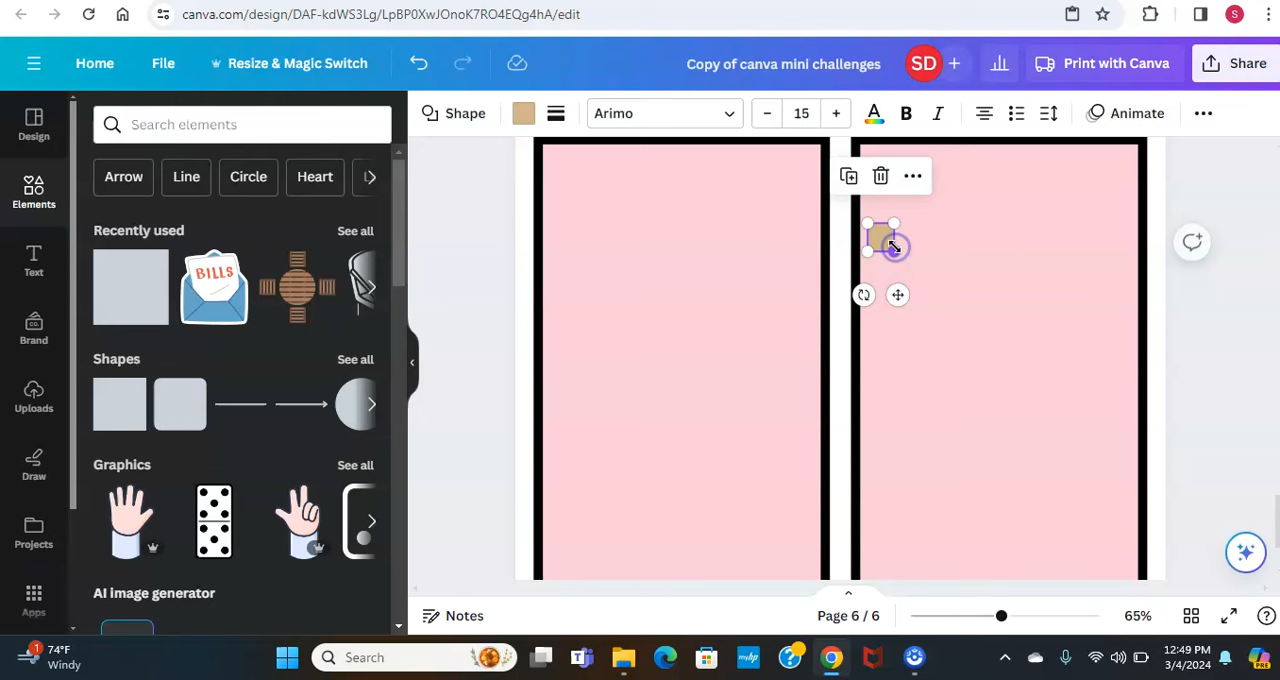 canva.com/design/DAF-kdWS3Lg/LpBP0XwJOnoK7RO4EQg4hA/edit
S
Home File Resize & Magic Switch Copy of canva mini challenges SD + Print with Canva Share
Design
Elements
Text
Brand
CO.
Uploads
Draw
Projects
Apps
Search elements
Arrow Line Circle Heart
Recently used See all
BILLS
Shapes See all
Graphics See all
AI image generator
Shape Arimo – 15 + A B I Animate
Notes Page 6 / 6 65%
1 74°F
Windy
Search
12:49 PM
3/4/2024
PRE